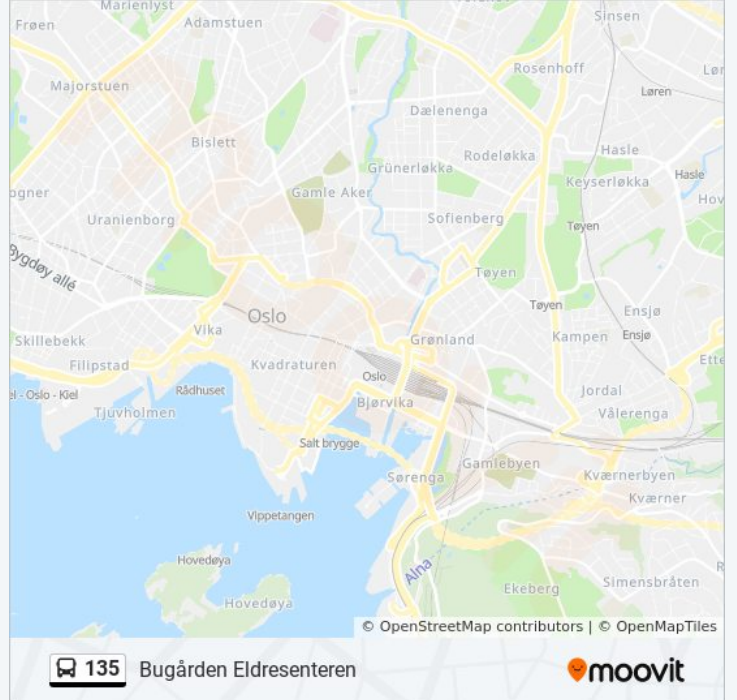 Marienlyst
Frøen
Adamstuen
Sinsen
Rosenhoff
Majorstuen
Løren
Dælenenga
Bislett
Hasle
Rodeløkka
Grünerløkka
Hasle
Keyserløkka
Gamle Aker
ogner
Hov
Uranienborg
Sofienberg
Tøyen
Bygdøy allé
Tøyen
Tøyen
Oslo
Ensjø
Vika
Skillebekk
Grønland
Kampen
Ensjø
Filipstad
Kvadraturen
Ette
Oslo
Rådhuset
Jordal
el - Oslo - Kiel
Bjørvika
Tjuvholmen
Vålerenga
Salt brygge
Gamlebyen
Sørenga
Kværnerbyen
Kværner
Vippetangen
Hovedøya
Alna
Simensbråten
Ekeberg
Hovedøya
© OpenStreetMap contributors | © OpenMapTiles
135 Bugården Eldresenteren
moovit